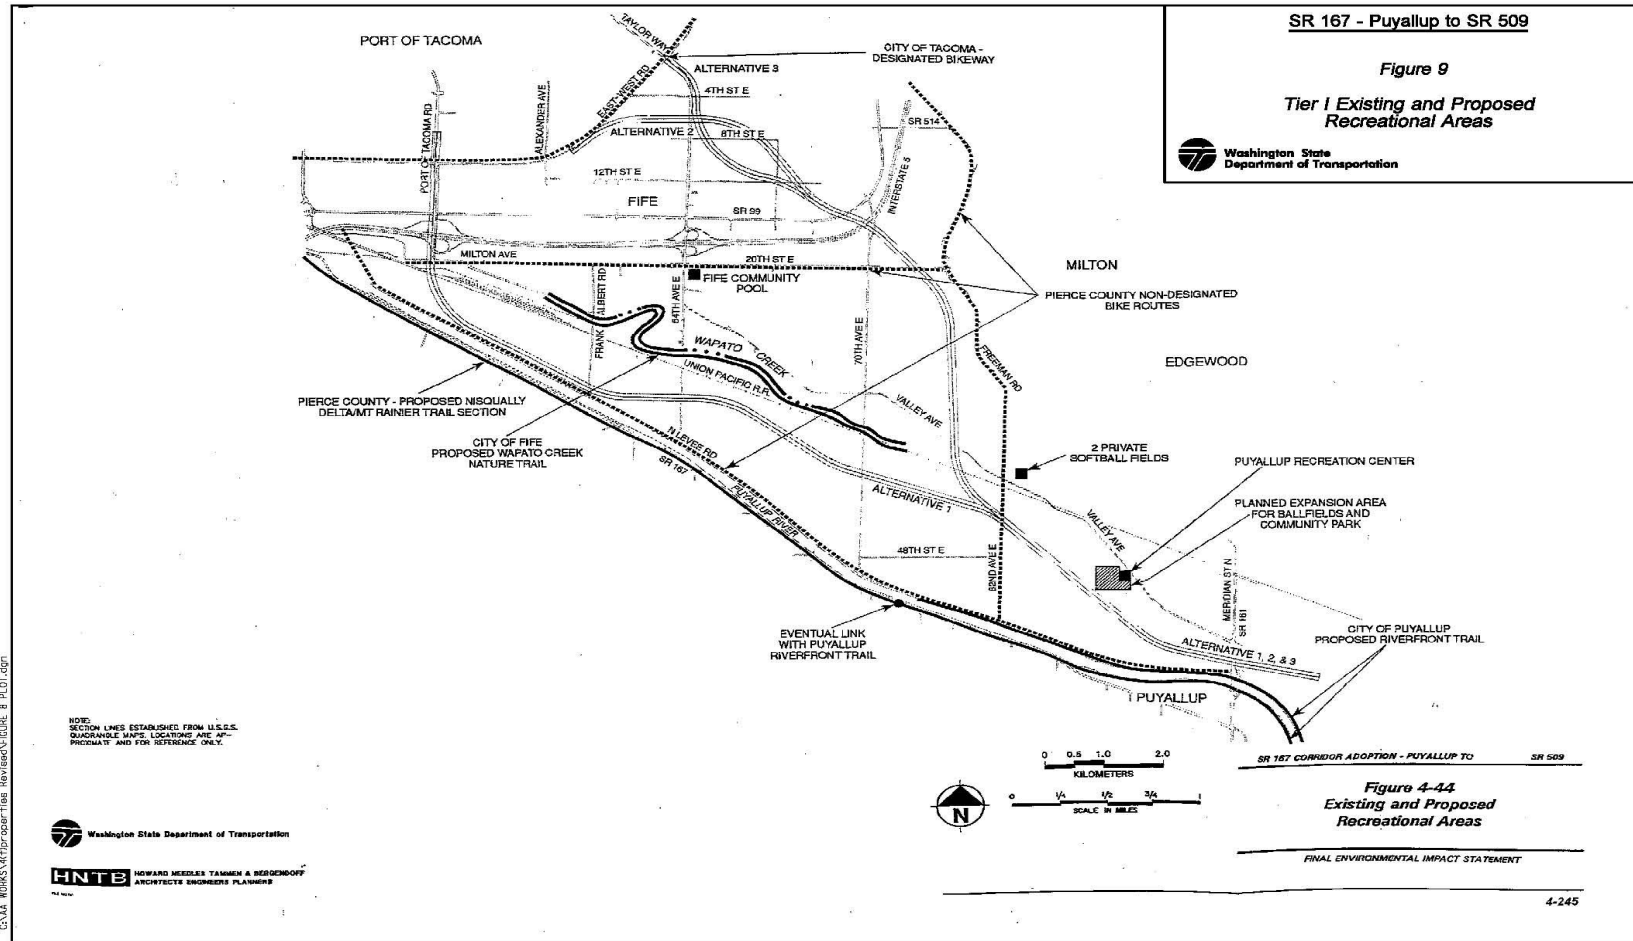 SR 167 - Puyallup to SR 509
Figure 9
Tier I Existing and Proposed
Recreational Areas
Washington State
Department of Transportation
PORT OF TACOMA
TAYLOR WAY
CITY OF TACOMA -
DESIGNATED BIKEWAY
ALTERNATIVE 3
EAST-WEST RD
4TH ST E
ALEXANDER AVE
PORT OF TACOMA RD
ALTERNATIVE 2
8TH ST E
SR 514
12TH ST E
INTERSTATE 5
FIFE
SR 99
MILTON AVE
20TH ST E
MILTON
FIFE COMMUNITY
POOL
PIERCE COUNTY NON-DESIGNATED
BIKE ROUTES
FRANK ALBERT RD
54TH AVE E
70TH AVE E
WAPATO CREEK
UNION PACIFIC R.R.
FREEMAN RD
EDGEWOOD
VALLEY AVE
PIERCE COUNTY - PROPOSED NISQUALLY
DELTA/MT RAINIER TRAIL SECTION
CITY OF FIFE
PROPOSED WAPATO CREEK
NATURE TRAIL
N LEVEE RD
SR 167
PUYALLUP RIVER
ALTERNATIVE 1
2 PRIVATE
SOFTBALL FIELDS
PUYALLUP RECREATION CENTER
PLANNED EXPANSION AREA
FOR BALLFIELDS AND
COMMUNITY PARK
VALLEY AVE
48TH ST E
82ND AVE E
MERIDIAN ST N
SR 161
EVENTUAL LINK
WITH PUYALLUP
RIVERFRONT TRAIL
CITY OF PUYALLUP
PROPOSED RIVERFRONT TRAIL
ALTERNATIVE 1, 2, & 3
PUYALLUP
NOTE:
SECTION LINES ESTABLISHED FROM U.S.G.S.
QUADRANGLE MAPS. LOCATIONS ARE AP-
PROXIMATE AND FOR REFERENCE ONLY.
0 0.5 1.0 2.0
KILOMETERS
0 1/4 1/2 3/4 1
SCALE IN MILES
N
SR 167 CORRIDOR ADOPTION - PUYALLUP TO SR 509
Figure 4-44
Existing and Proposed
Recreational Areas
FINAL ENVIRONMENTAL IMPACT STATEMENT
4-245
Washington State Department of Transportation
HNTB HOWARD NEEDLES TAMMEN & BERGENDOFF
ARCHITECTS ENGINEERS PLANNERS